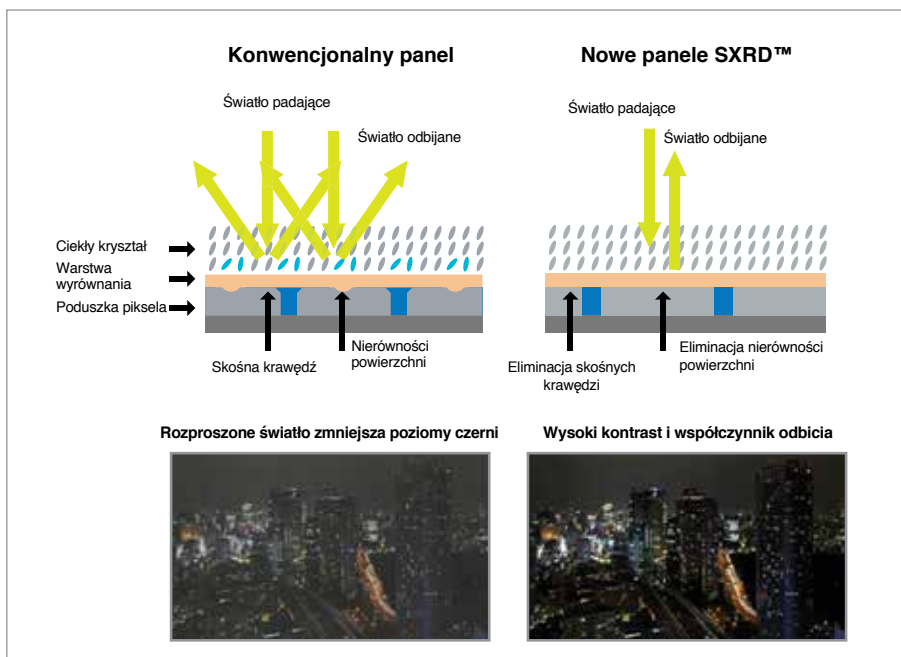 Konwencjonalny panel
Nowe panele SXRD™
Światło padające
Światło odbijane
Światło padające
Światło odbijane
Ciekły kryształ
Warstwa
wyrównania
Poduszka piksela
Skośna krawędź
Nierówności
powierzchni
Eliminacja skośnych
krawędzi
Eliminacja nierówności
powierzchni
Rozproszone światło zmniejsza poziomy czerni
Wysoki kontrast i współczynnik odbicia